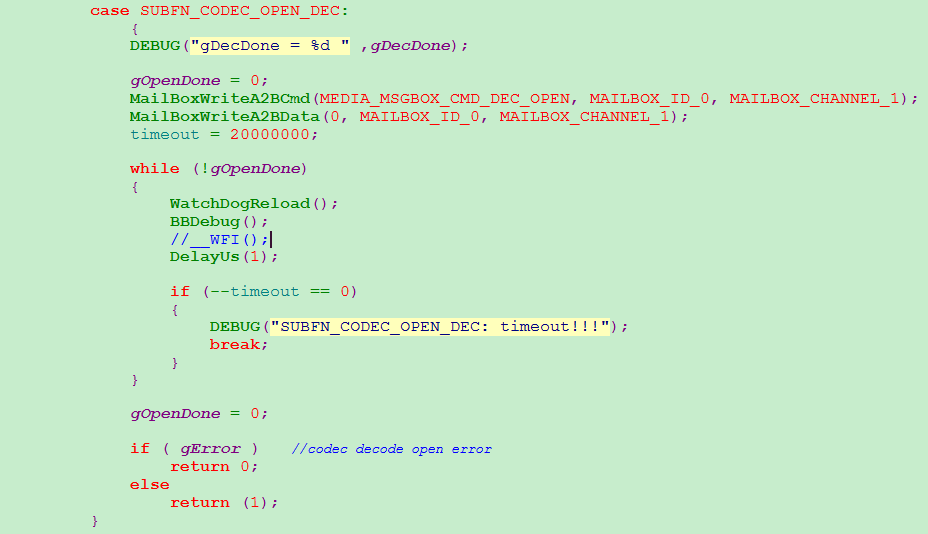 case SUBFN_CODEC_OPEN_DEC:
{
DEBUG("gDecDone = %d " ,gDecDone);
gOpenDone = 0;
MailBoxWriteA2BCmd(MEDIA_MSGBOX_CMD_DEC_OPEN, MAILBOX_ID_0, MAILBOX_CHANNEL_1);
MailBoxWriteA2BData(0, MAILBOX_ID_0, MAILBOX_CHANNEL_1);
timeout = 20000000;
while (!gOpenDone)
{
WatchDogReload();
BBDebug();
//__WFI();
DelayUs(1);
if (--timeout == 0)
{
DEBUG("SUBFN_CODEC_OPEN_DEC: timeout!!!");
break;
}
}
gOpenDone = 0;
if ( gError ) //codec decode open error
return 0;
else
return (1);
}